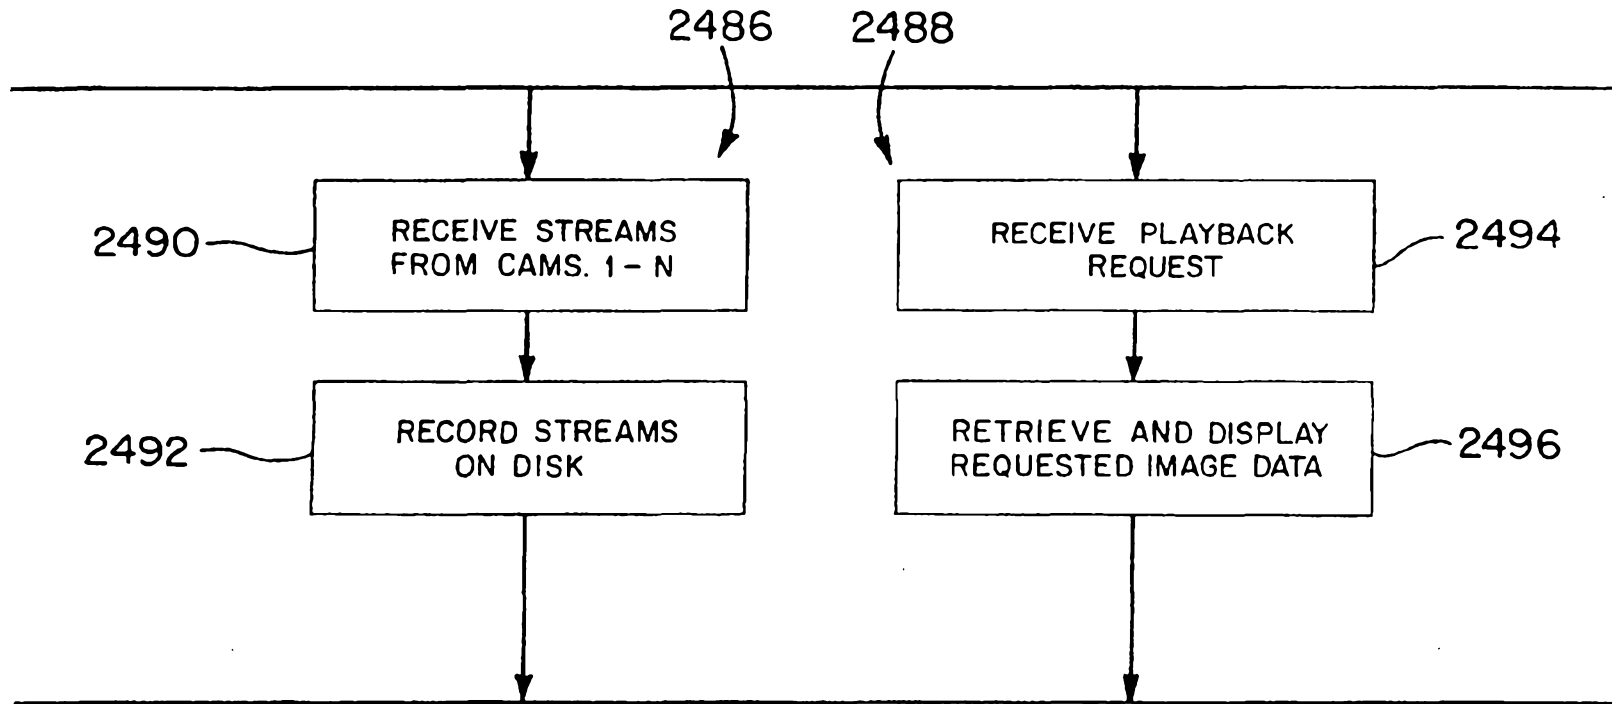 2486 2488
2490
RECEIVE STREAMS
FROM CAMS. 1 - N
RECEIVE PLAYBACK
REQUEST
2494
2492
RECORD STREAMS
ON DISK
RETRIEVE AND DISPLAY
REQUESTED IMAGE DATA
2496